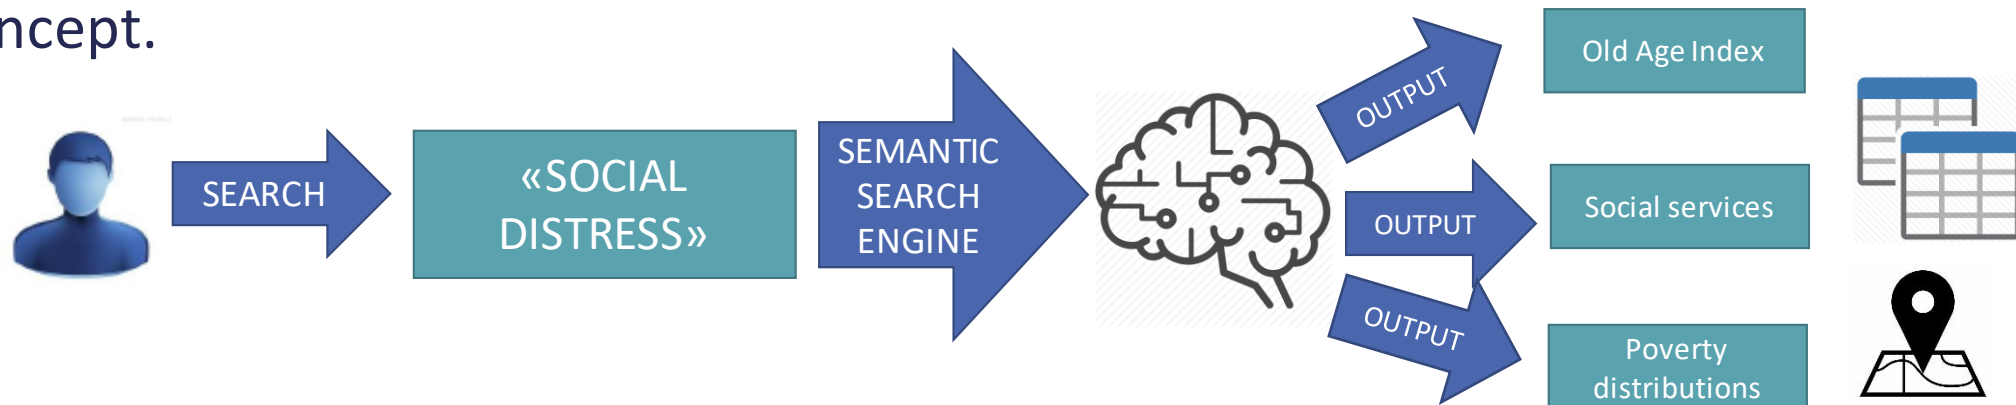 ncept.
SEARCH
«SOCIAL
DISTRESS»
SEMANTIC
SEARCH
ENGINE
OUTPUT
OUTPUT
OUTPUT
Old Age Index
Social services
Poverty
distributions